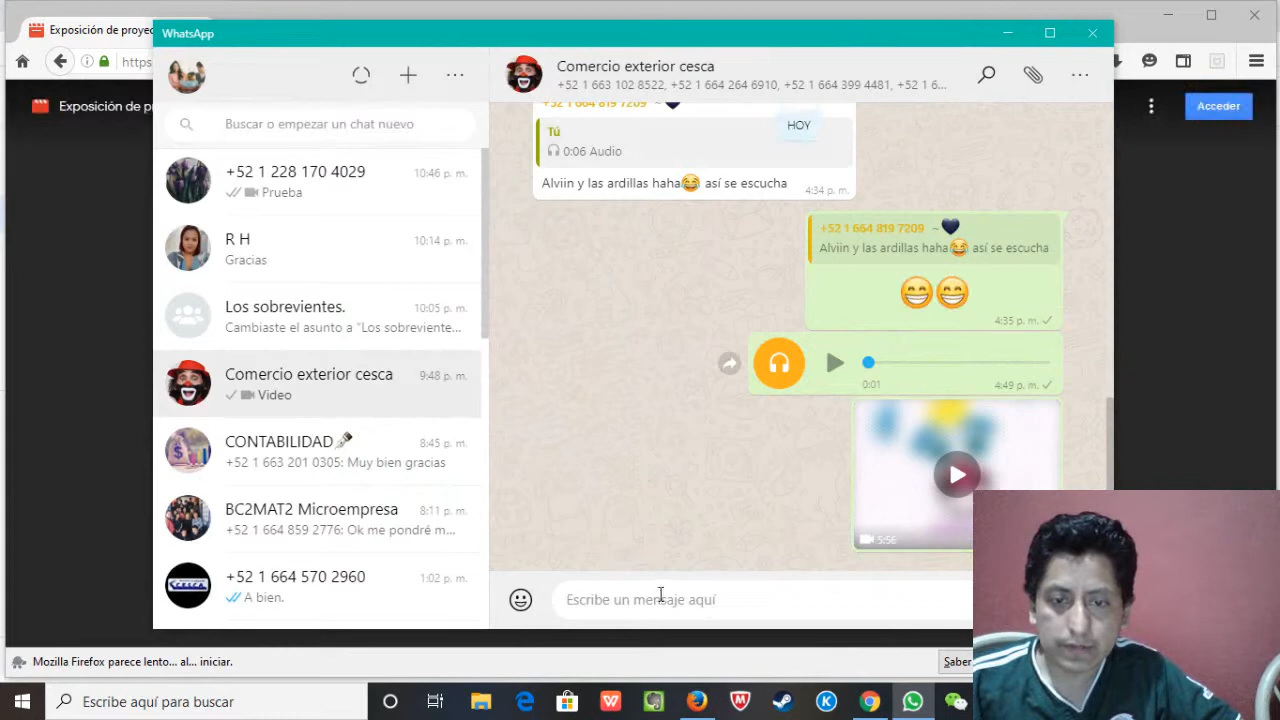 Exposición de proye
https:
Exposición de
Acceder
WhatsApp
Buscar o empezar un chat nuevo
+52 1 228 170 4029
10:46 p. m.
Prueba
R H
10:14 p. m.
Gracias
Los sobrevientes.
10:05 p. m.
Cambiaste el asunto a "Los sobreviente...
Comercio exterior cesca
9:48 p. m.
Video
CONTABILIDAD🖋
8:45 p. m.
+52 1 663 201 0305: Muy bien gracias
BC2MAT2 Microempresa
8:11 p. m.
+52 1 664 859 2776: Ok me pondré m...
CESCA
+52 1 664 570 2960
1:02 p. m.
A bien.
Comercio exterior cesca
+52 1 663 102 8522, +52 1 664 264 6910, +52 1 664 399 4481, +52 1 6...
+52 1 664 819 7209 ~🖤
HOY
Tú
0:06 Audio
Alviin y las ardillas haha😂 así se escucha
4:34 p. m.
+52 1 664 819 7209 ~🖤
Alviin y las ardillas haha😂 así se escucha
😁😁
4:35 p. m.
0:01
4:49 p. m.
5:56
Escribe un mensaje aquí
Mozilla Firefox parece lento... al... iniciar.
Saber
Escribe aquí para buscar